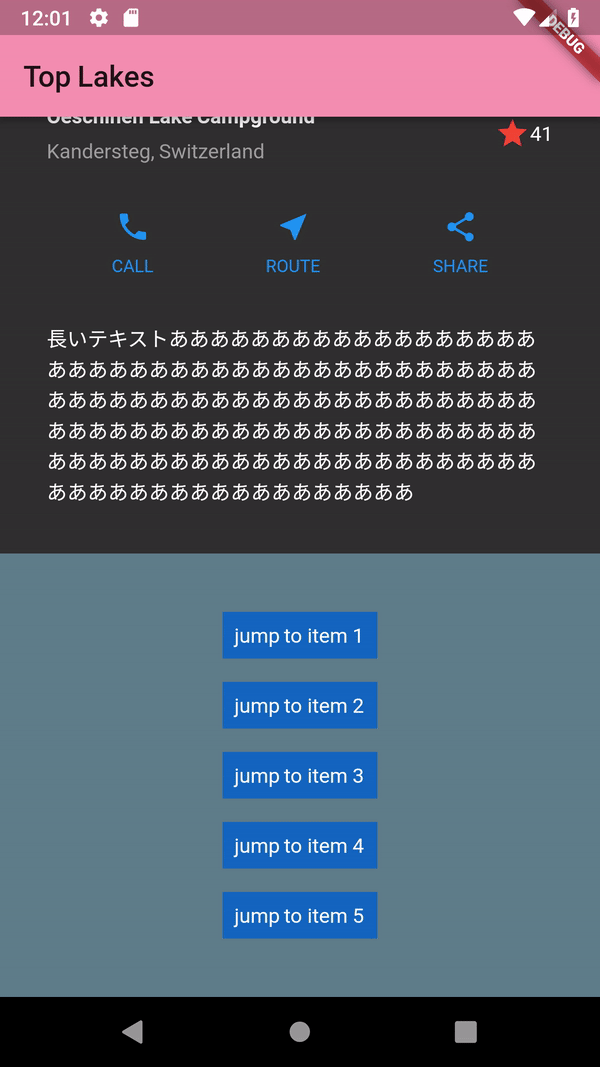 12:01
DEBUG
Top Lakes
Oeschinen Lake Campground
Kandersteg, Switzerland
41
CALL
ROUTE
SHARE
長いテキストああああああああああああああああああ
ああああああああああああああああああああああああ
ああああああああああああああああああああああああ
ああああああああああああああああああああああああ
ああああああああああああああああああああああああ
ああああああああああああああああああ
jump to item 1
jump to item 2
jump to item 3
jump to item 4
jump to item 5